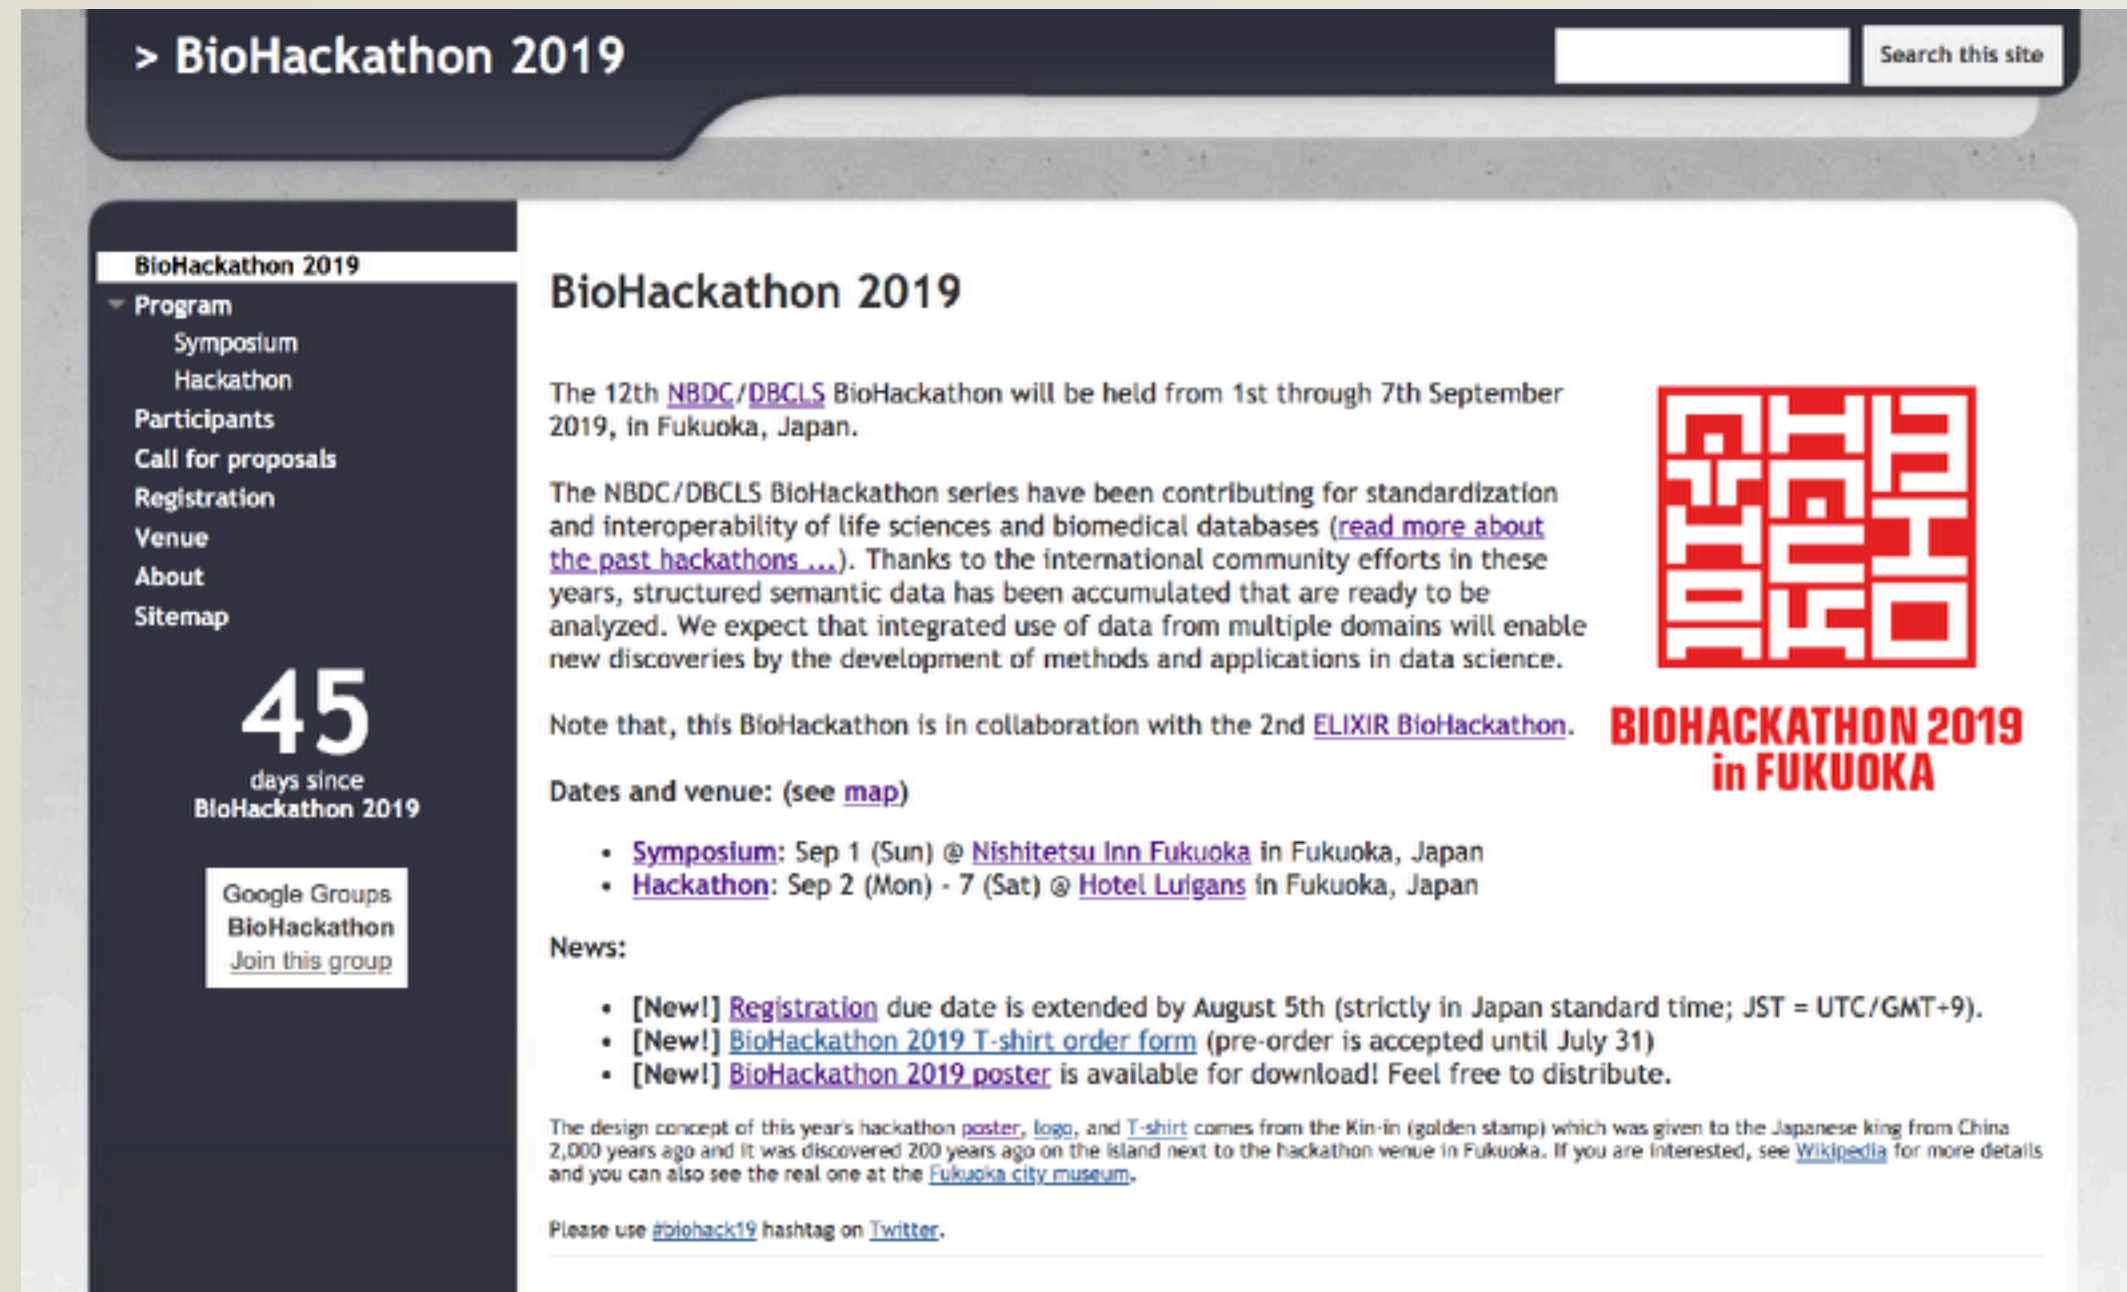 > BioHackathon 2019
Search this site
BioHackathon 2019
Program
Symposium
Hackathon
Participants
Call for proposals
Registration
Venue
About
Sitemap
45
days since
BioHackathon 2019
Google Groups
BioHackathon
Join this group
BioHackathon 2019
The 12th NBDC/DBCLS BioHackathon will be held from 1st through 7th September
2019, in Fukuoka, Japan.
The NBDC/DBCLS BioHackathon series have been contributing for standardization
and interoperability of life sciences and biomedical databases (read more about
the past hackathons ...). Thanks to the international community efforts in these
years, structured semantic data has been accumulated that are ready to be
analyzed. We expect that integrated use of data from multiple domains will enable
new discoveries by the development of methods and applications in data science.
Note that, this BioHackathon is in collaboration with the 2nd ELIXIR BioHackathon.
BIOHACKATHON 2019
in FUKUOKA
Dates and venue: (see map)
• Symposium: Sep 1 (Sun) @ Nishitetsu Inn Fukuoka in Fukuoka, Japan
• Hackathon: Sep 2 (Mon) - 7 (Sat) @ Hotel Luigans in Fukuoka, Japan
News:
• [New!] Registration due date is extended by August 5th (strictly in Japan standard time; JST = UTC/GMT+9).
• [New!] BioHackathon 2019 T-shirt order form (pre-order is accepted until July 31)
• [New!] BioHackathon 2019 poster is available for download! Feel free to distribute.
The design concept of this year's hackathon poster, logo, and T-shirt comes from the Kin-in (golden stamp) which was given to the Japanese king from China
2,000 years ago and it was discovered 200 years ago on the island next to the hackathon venue in Fukuoka. If you are interested, see Wikipedia for more details
and you can also see the real one at the Fukuoka city museum.
Please use #biohack19 hashtag on Twitter.